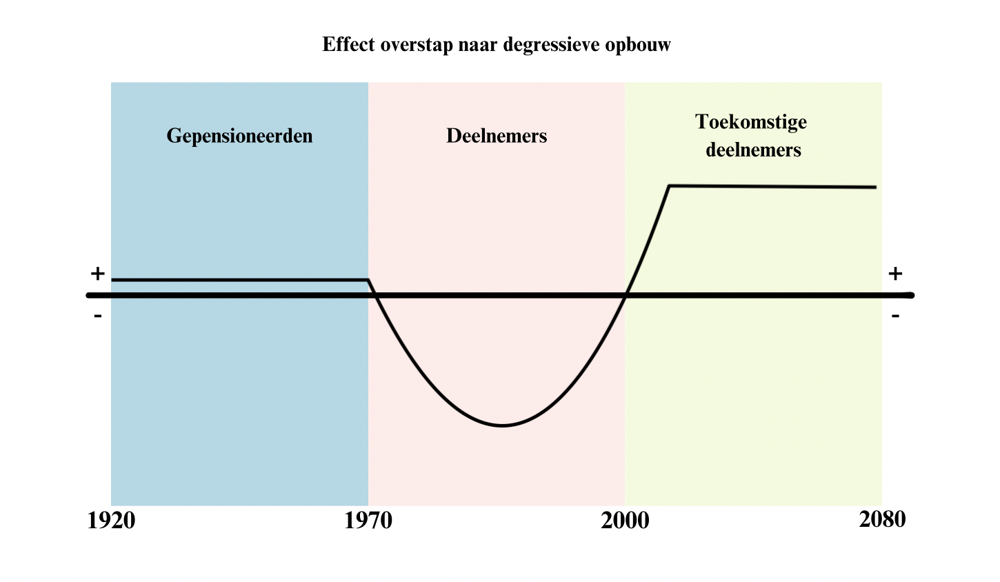 Effect overstap naar degressieve opbouw
Gepensioneerden
Deelnemers
Toekomstige
deelnemers
+
-
+
-
1920
1970
2000
2080